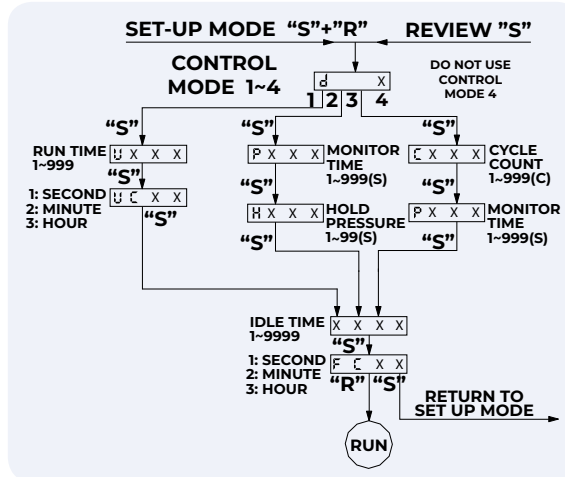 SET-UP MODE “S”+”R”
REVIEW ”S”
CONTROL
MODE 1~4
d X
DO NOT USE
CONTROL
MODE 4
1 2 3 4
“S” “S” “S”
RUN TIME
1~999
U X X X
P X X X
MONITOR
TIME
1~999(S)
C X X X
CYCLE
COUNT
1~999(C)
“S” “S” “S”
1: SECOND
2: MINUTE
3: HOUR
U C X X
H X X X
HOLD
PRESSURE
1~99(S)
P X X X
MONITOR
TIME
1~999(S)
“S” “S” “S”
IDLE TIME
1~9999
X X X X
“S”
1: SECOND
2: MINUTE
3: HOUR
F C X X
“R” “S”
RETURN TO
SET UP MODE
RUN